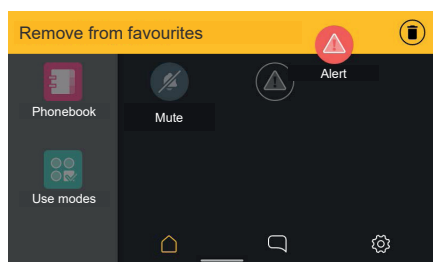 Remove from favourites
Alert
Phonebook
Mute
Use modes